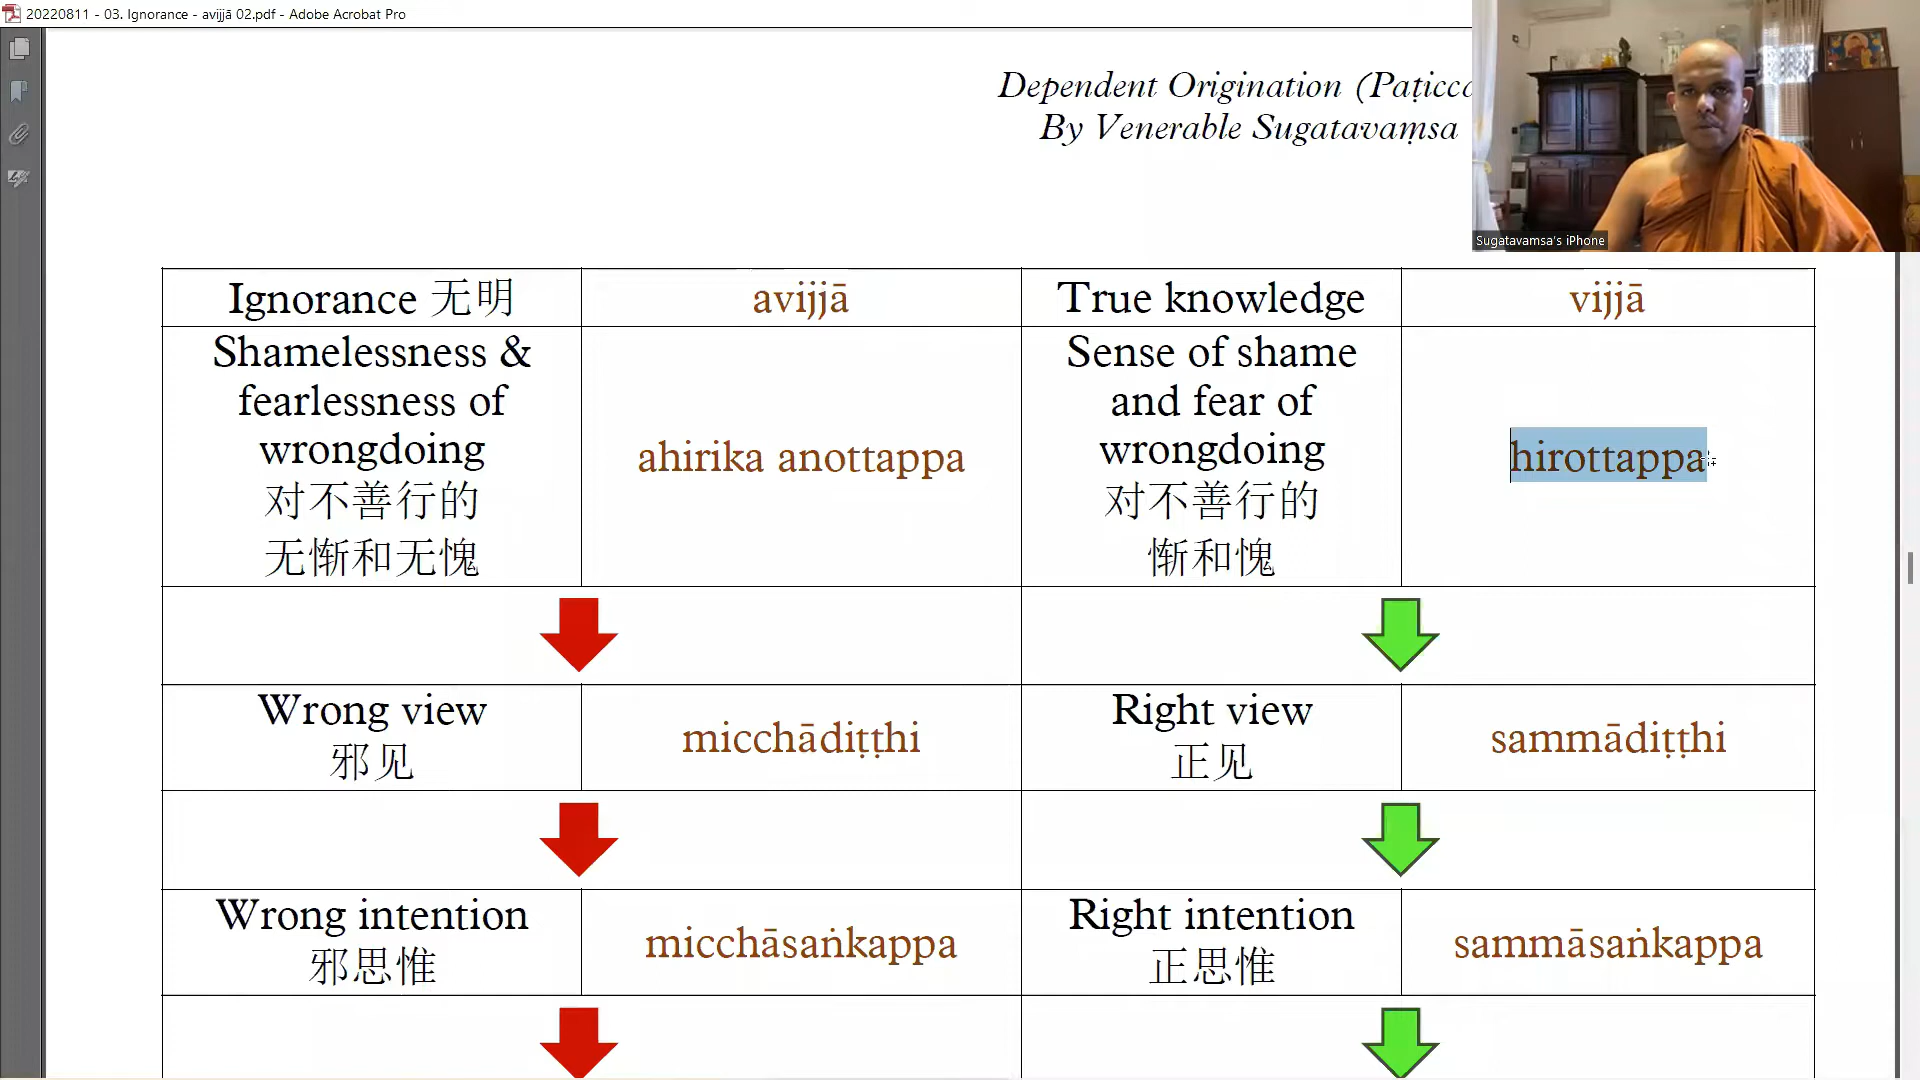 20220811 - 03. Ignorance - avijjā 02.pdf - Adobe Acrobat Pro
Dependent Origination (Paṭicca
By Venerable Sugatavaṃsa
Sugatavamsa's iPhone
Ignorance 无明
avijjā
True knowledge
vijjā
Shamelessness &
fearlessness of
wrongdoing
对不善行的
无惭和无愧
ahirika anottappa
Sense of shame
and fear of
wrongdoing
对不善行的
惭和愧
hirottappa
Wrong view
邪见
micchādiṭṭhi
Right view
正见
sammādiṭṭhi
Wrong intention
邪思惟
micchāsaṅkappa
Right intention
正思惟
sammāsaṅkappa